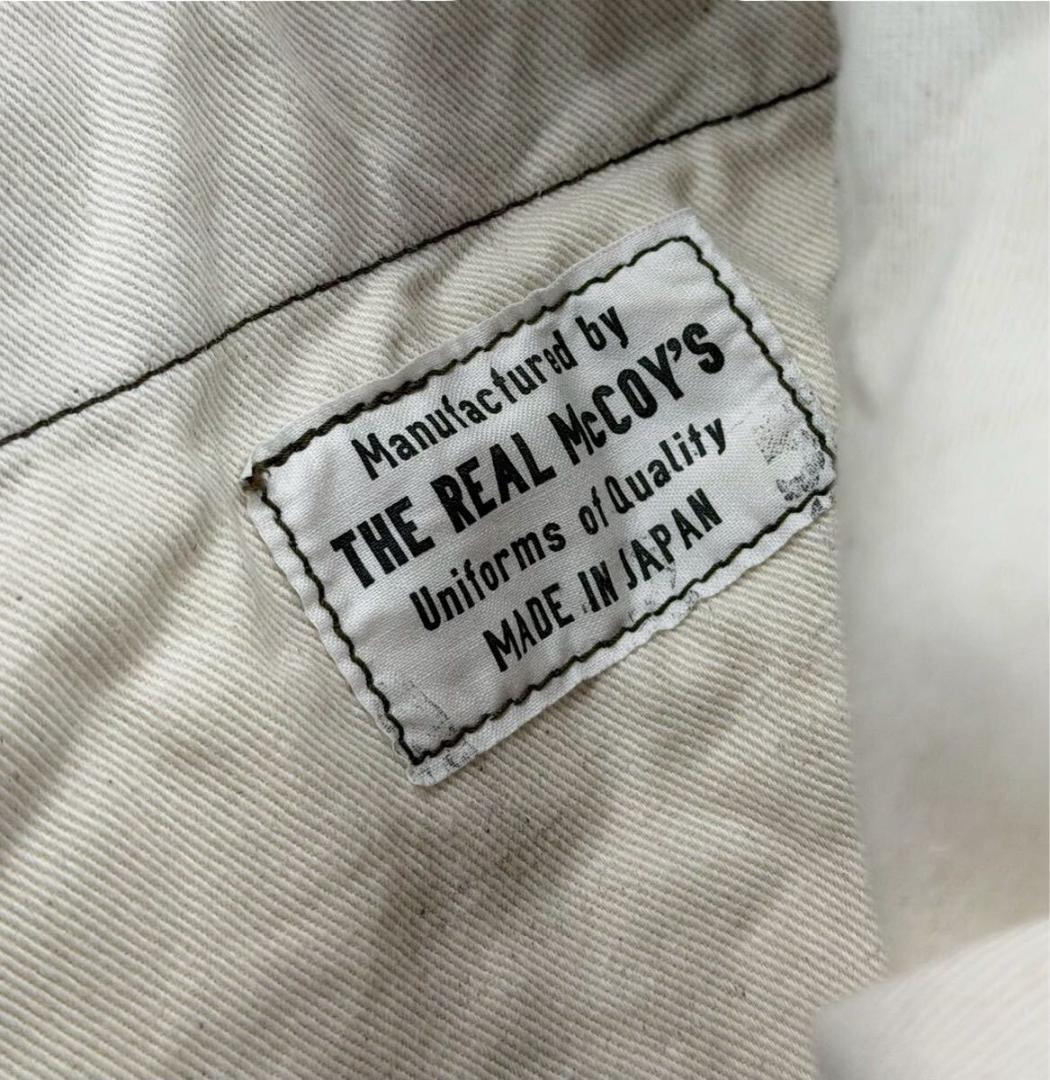 Manufactured by
THE REAL McCOY'S
Uniforms of Quality
MADE IN JAPAN